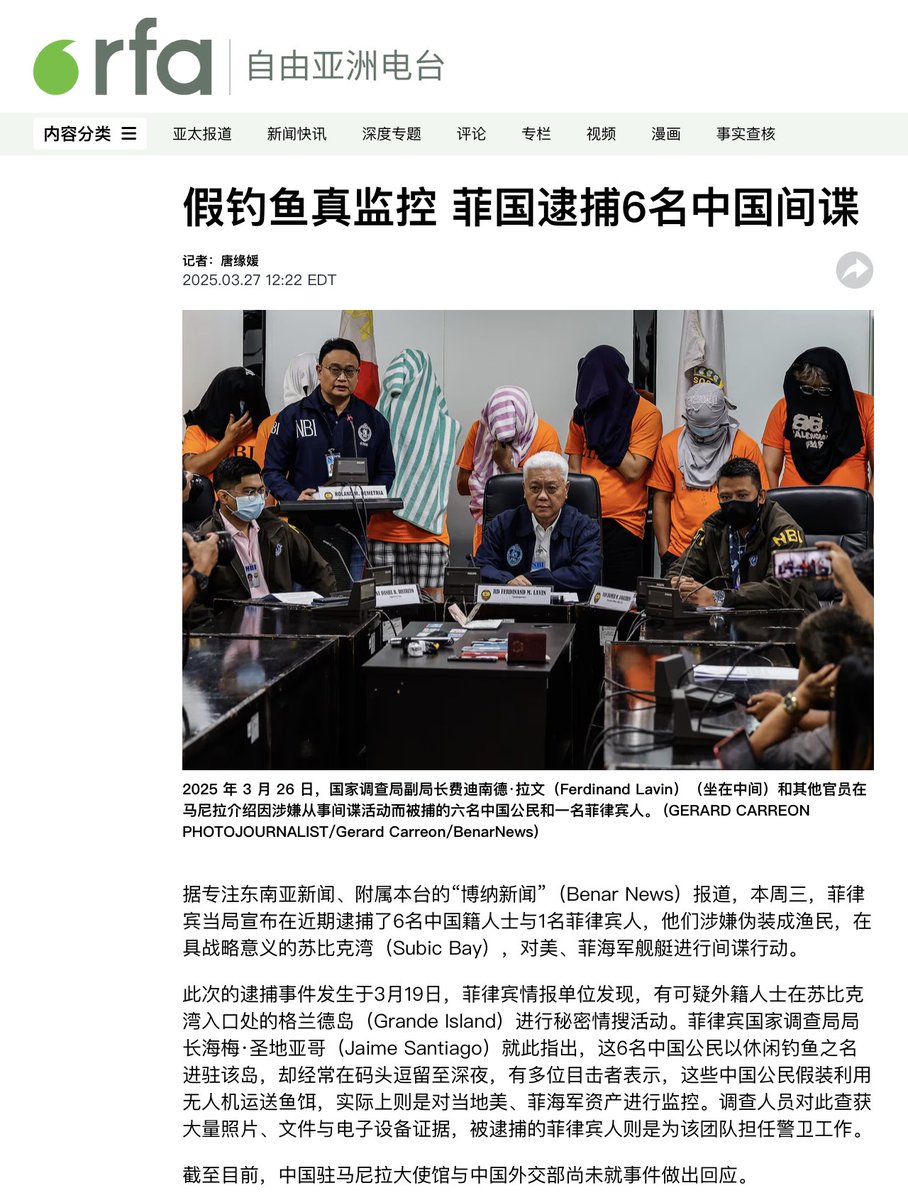 rfa 自由亚洲电台
内容分类 亚太报道 新闻快讯 深度专题 评论 专栏 视频 漫画 事实查核
假钓鱼真监控 菲国逮捕6名中国间谍
记者：唐缘媛
2025.03.27 12:22 EDT
NBI
NBI
NBI
NBI
2025 年 3 月 26 日，国家调查局副局长费迪南德·拉文（Ferdinand Lavin）（坐在中间）和其他官员在
马尼拉介绍因涉嫌从事间谍活动而被捕的六名中国公民和一名菲律宾人。 (GERARD CARREON
PHOTOJOURNALIST/Gerard Carreon/BenarNews)
据专注东南亚新闻、附属本台的“博纳新闻”（Benar News）报道，本周三，菲律
宾当局宣布在近期逮捕了6名中国籍人士与1名菲律宾人，他们涉嫌伪装成渔民，在
具战略意义的苏比克湾（Subic Bay），对美、菲海军舰艇进行间谍行动。
此次的逮捕事件发生于3月19日，菲律宾情报单位发现，有可疑外籍人士在苏比克
湾入口处的格兰德岛（Grande Island）进行秘密情搜活动。菲律宾国家调查局局
长海梅·圣地亚哥（Jaime Santiago）就此指出，这6名中国公民以休闲钓鱼之名
进驻该岛，却经常在码头逗留至深夜，有多位目击者表示，这些中国公民假装利用
无人机运送鱼饵，实际上则是对当地美、菲海军资产进行监控。调查人员对此查获
大量照片、文件与电子设备证据，被逮捕的菲律宾人则是为该团队担任警卫工作。
截至目前，中国驻马尼拉大使馆与中国外交部尚未就事件做出回应。